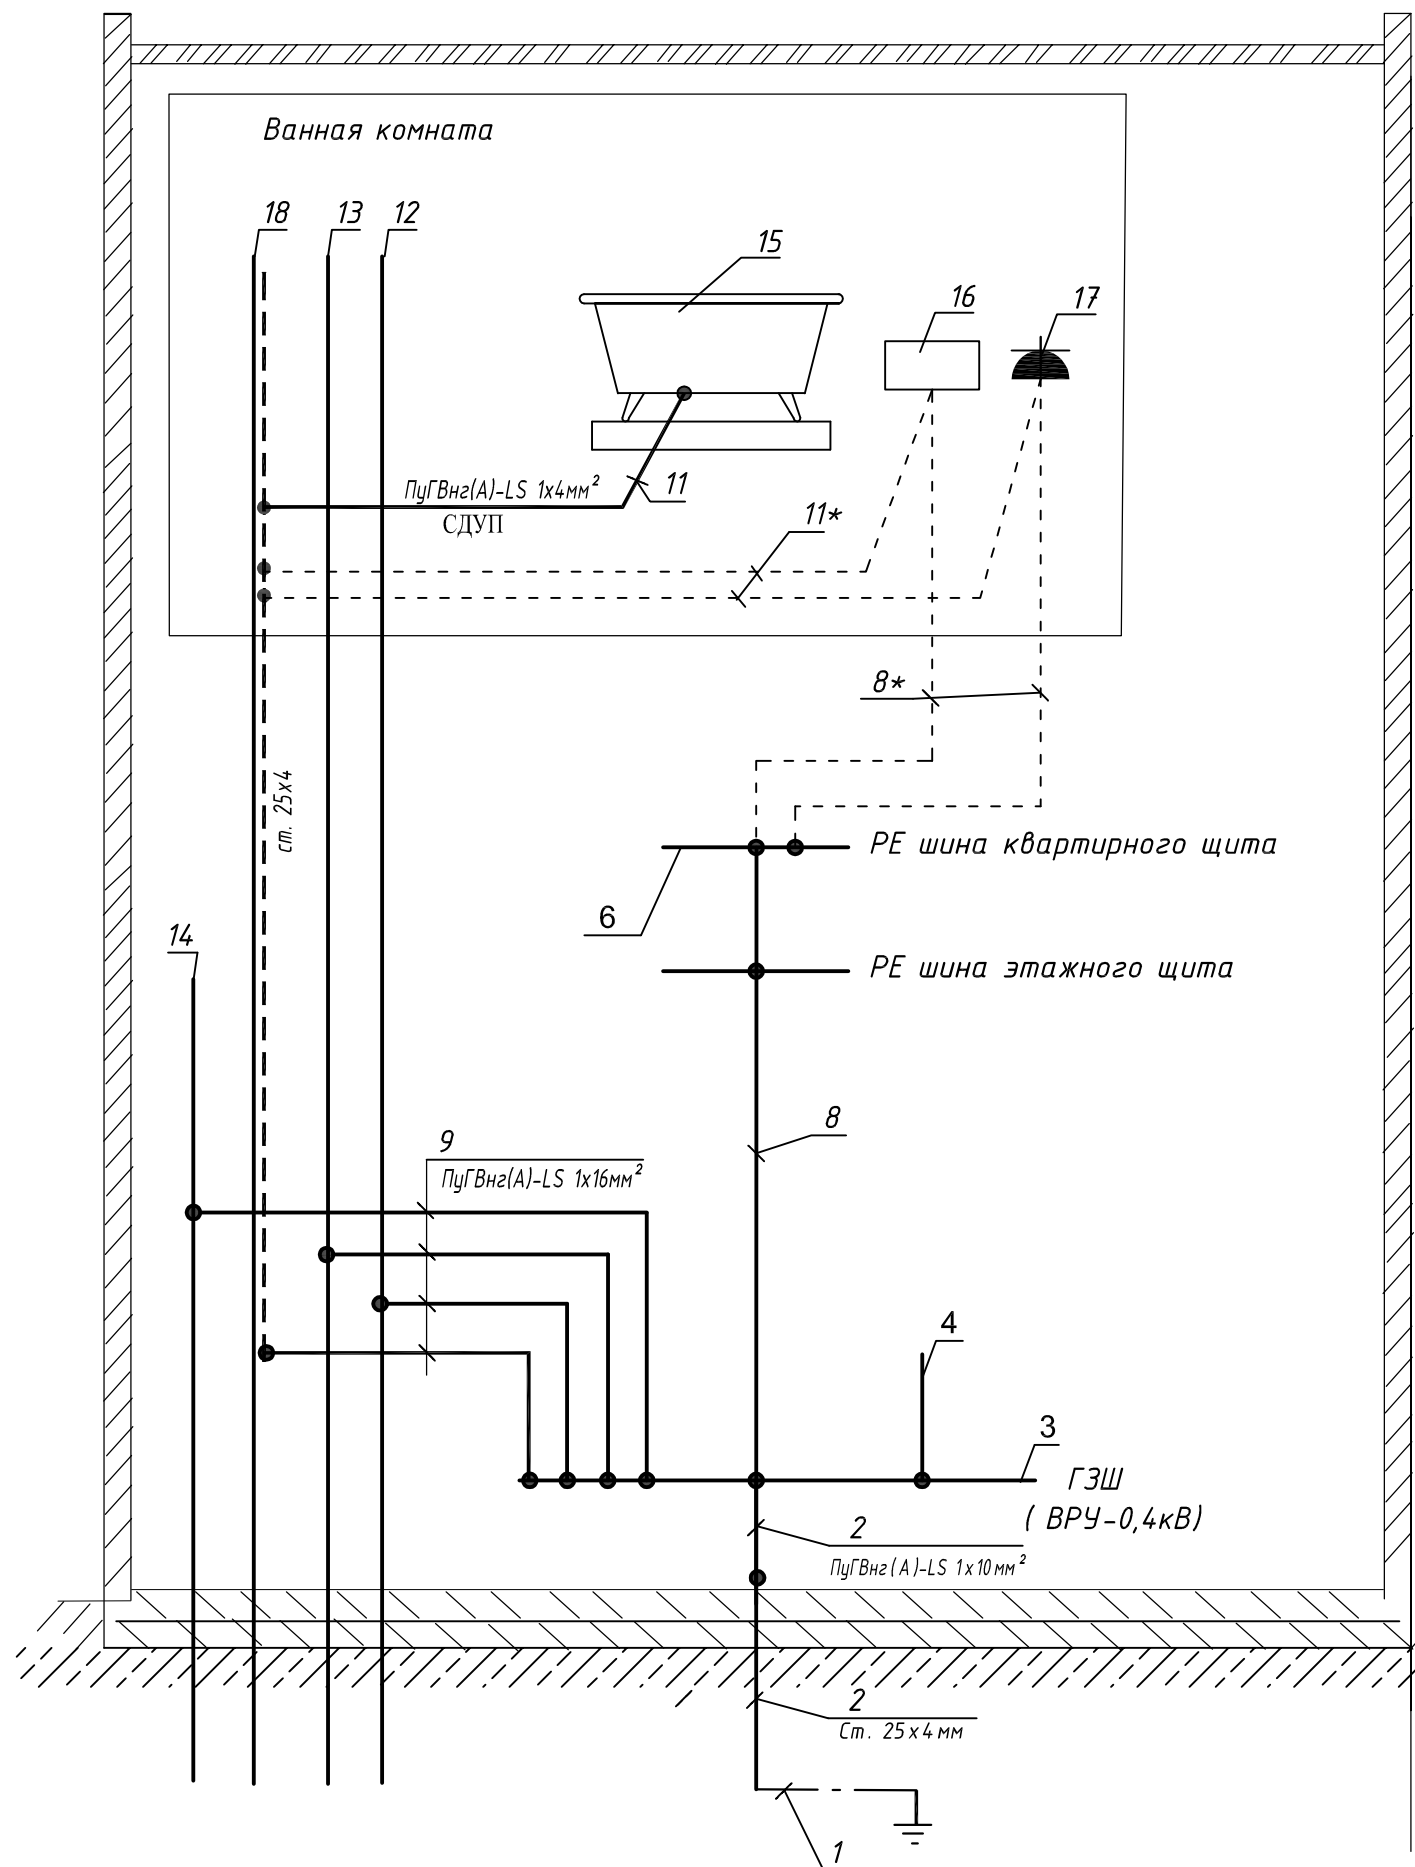 Ванная комната
18
13
12
15
16
17
ПуГВнг(А)-LS 1х4мм²
11
СДУП
11*
8*
ст. 25х4
PE шина квартирного щита
6
14
PE шина этажного щита
8
9
ПуГВнг(А)-LS 1х16мм²
4
3
ГЗШ
( ВРУ-0,4кВ)
2
ПуГВнг(А)-LS 1х10мм²
2
Ст. 25х4мм
1